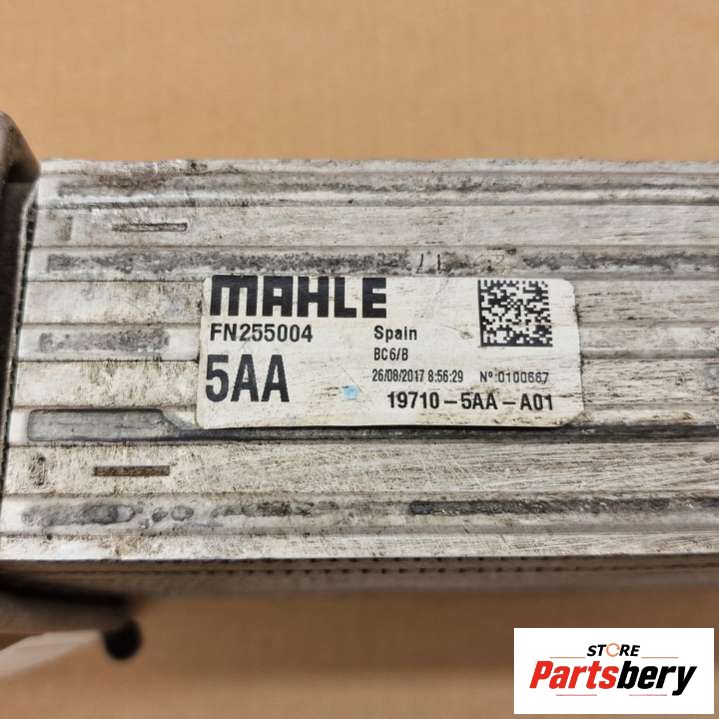 MAHLE
FN255004 Spain
BC6/B
5AA 26/08/2017 8:56:29 Nº:0100667
19710-5AA-A01
STORE
Partsbery